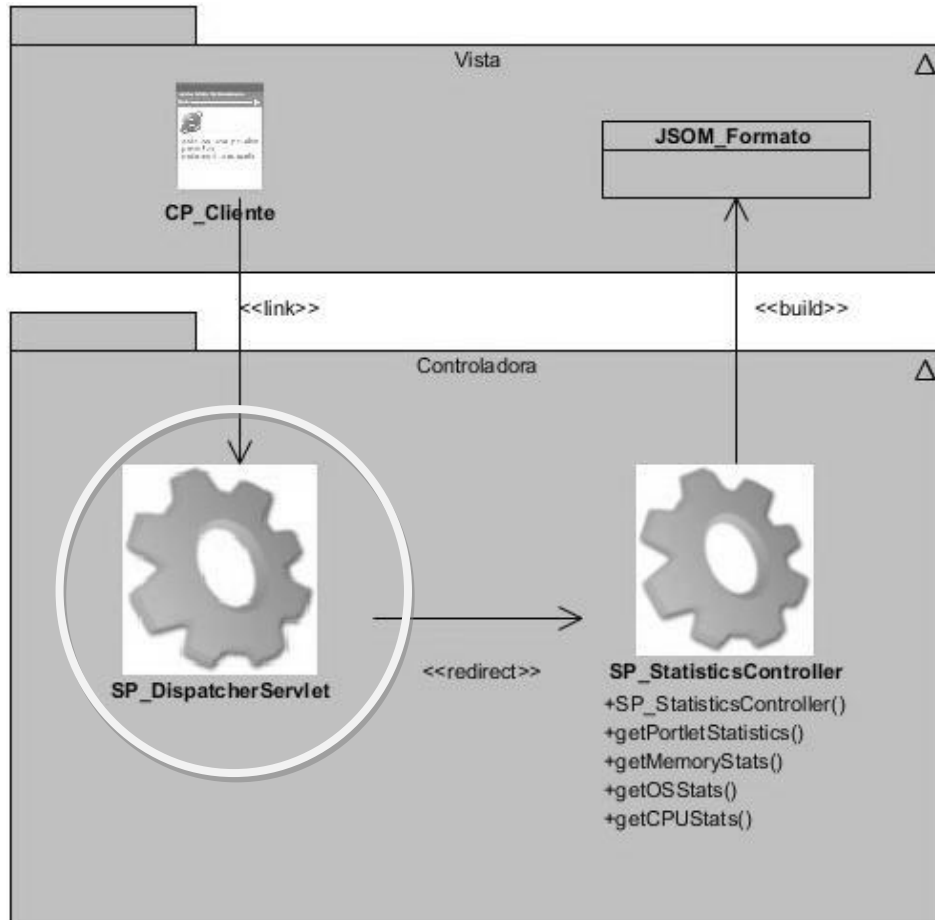 Vista
CP_Cliente
JSOM_Formato
<<link>>
<<build>>
Controladora
SP_DispatcherServlet
<<redirect>>
SP_StatisticsController
+SP_StatisticsController()
+getPortletStatistics()
+getMemoryStats()
+getOSStats()
+getCPUStats()